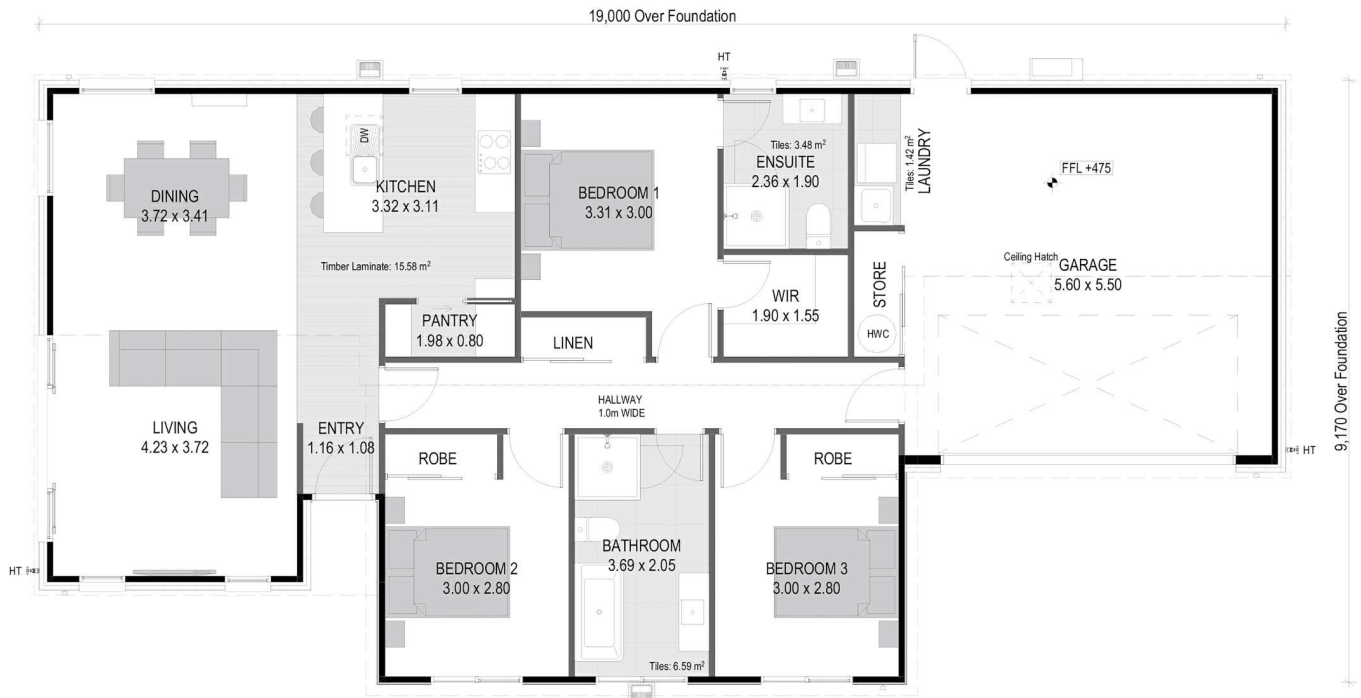 19,000 Over Foundation
HT
DW
DINING
3.72 x 3.41
KITCHEN
3.32 x 3.11
Timber Laminate: 15.58 m²
PANTRY
1.98 x 0.80
BEDROOM 1
3.31 x 3.00
LINEN
Tiles: 3.48 m²
ENSUITE
2.36 x 1.90
WIR
1.90 x 1.55
Tiles: 1.42 m²
LAUNDRY
STORE
HWC
FFL +475
Ceiling Hatch
GARAGE
5.60 x 5.50
9,170 Over Foundation
HALLWAY
1.0m WIDE
LIVING
4.23 x 3.72
ENTRY
1.16 x 1.08
ROBE
ROBE
HT
BEDROOM 2
3.00 x 2.80
BATHROOM
3.69 x 2.05
Tiles: 6.59 m²
BEDROOM 3
3.00 x 2.80
HT